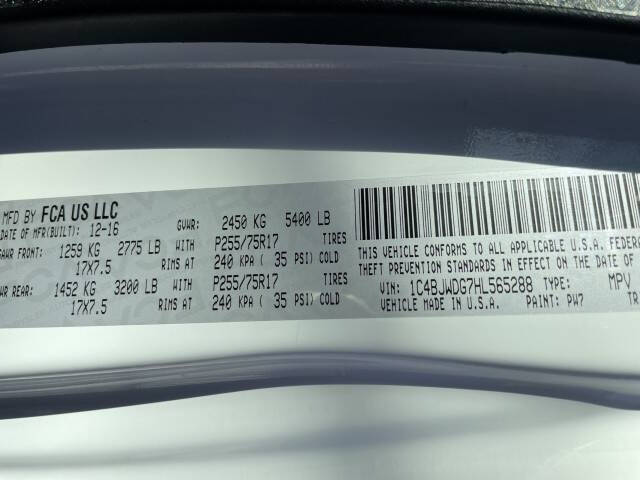 MFD BY FCA US LLC
DATE OF MFR(BUILT): 12-16 GVWR: 2450 KG 5400 LB
GAWR FRONT: 1259 KG 2775 LB WITH P255/75R17 TIRES
17X7.5 RIMS AT 240 KPA ( 35 PSI) COLD
GAWR REAR: 1452 KG 3200 LB WITH P255/75R17 TIRES
17X7.5 RIMS AT 240 KPA ( 35 PSI) COLD
THIS VEHICLE CONFORMS TO ALL APPLICABLE U.S.A. FEDER
THEFT PREVENTION STANDARDS IN EFFECT ON THE DATE OF
VIN: 1C4BJWDG7HL565288 TYPE: MPV
VEHICLE MADE IN U.S.A. PAINT: PW7 TR